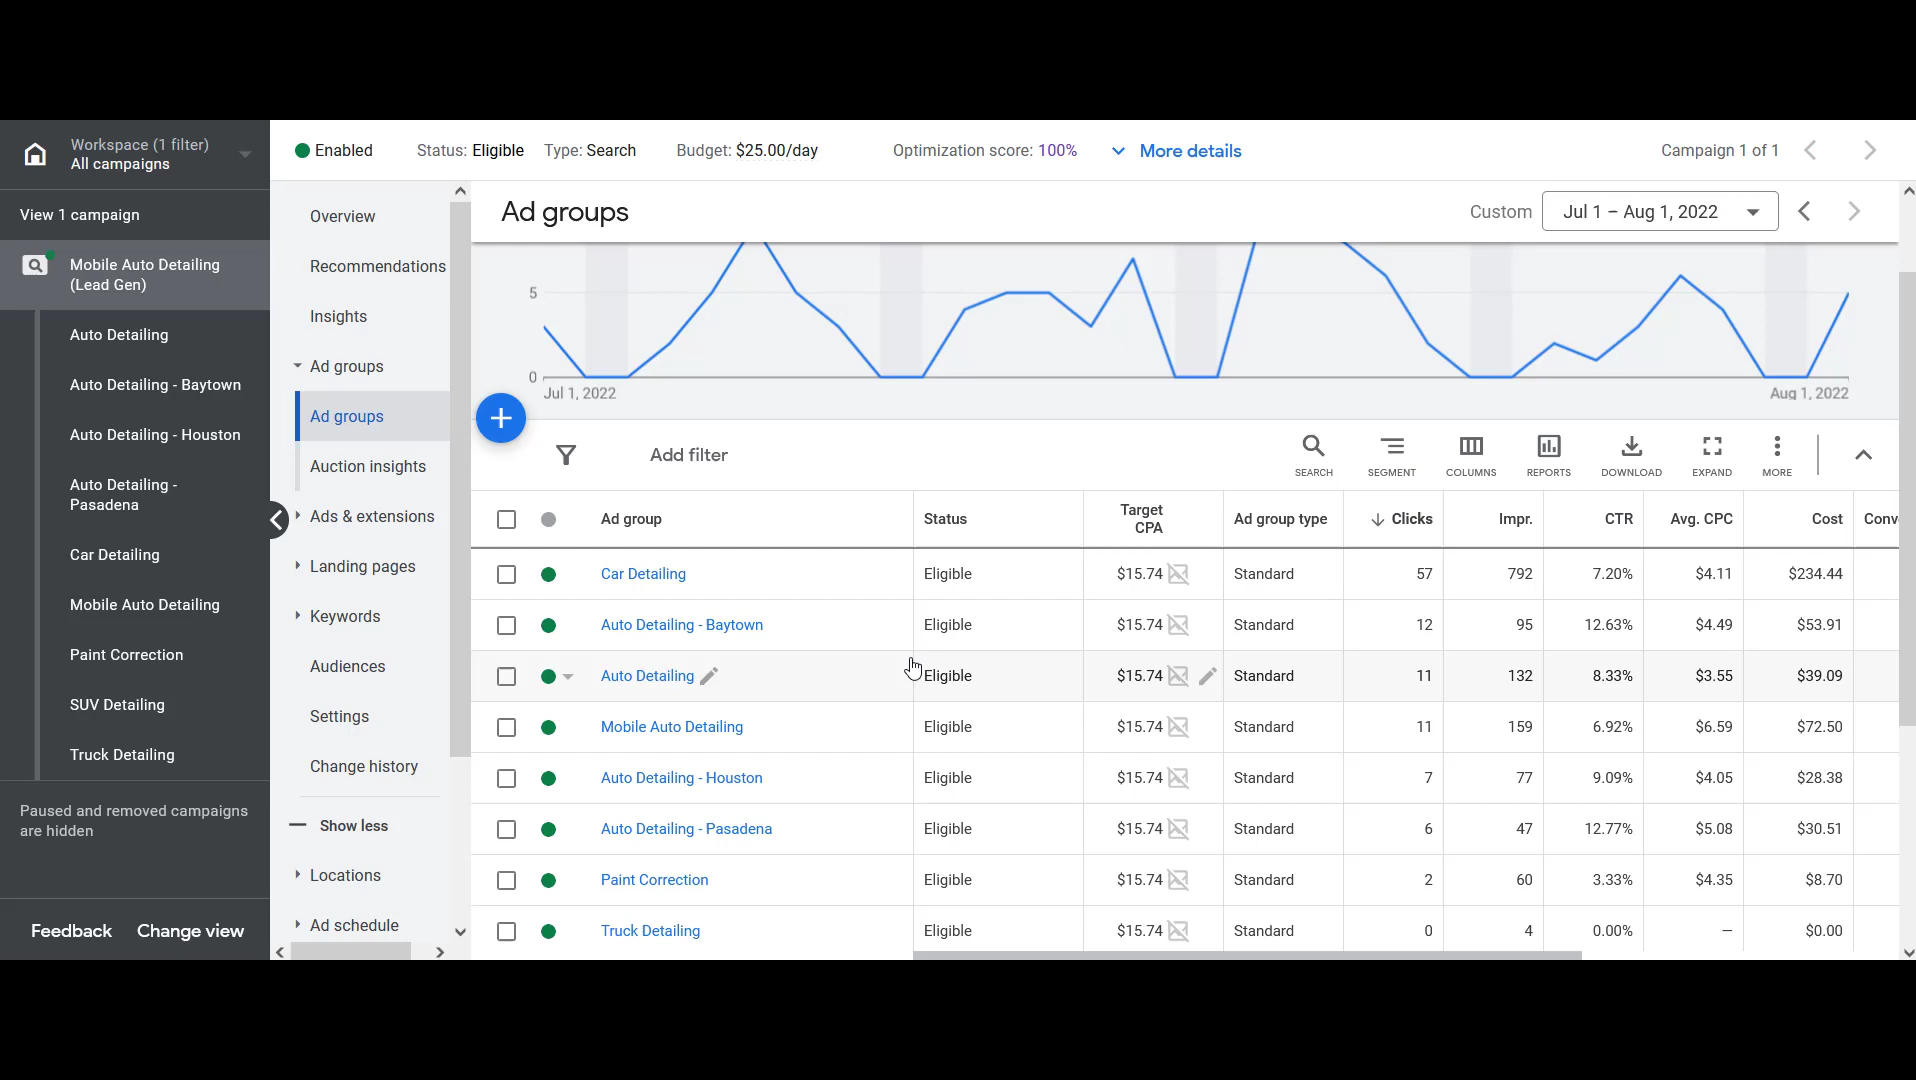 Workspace (1 filter)
All campaigns
Enabled Status: Eligible Type: Search Budget: $25.00/day Optimization score: 100% More details Campaign 1 of 1
View 1 campaign
Mobile Auto Detailing
(Lead Gen)
Auto Detailing
Auto Detailing - Baytown
Auto Detailing - Houston
Auto Detailing -
Pasadena
Car Detailing
Mobile Auto Detailing
Paint Correction
SUV Detailing
Truck Detailing
Paused and removed campaigns
are hidden
Feedback Change view
Overview
Recommendations
Insights
Ad groups
Ad groups
Auction insights
Ads & extensions
Landing pages
Keywords
Audiences
Settings
Change history
Show less
Locations
Ad schedule
Ad groups Custom Jul 1 – Aug 1, 2022
5
0
Jul 1, 2022 Aug 1, 2022
Add filter SEARCH SEGMENT COLUMNS REPORTS DOWNLOAD EXPAND MORE
Ad group Status Target CPA Ad group type Clicks Impr. CTR Avg. CPC Cost Conv
Car Detailing Eligible $15.74 Standard 57 792 7.20% $4.11 $234.44
Auto Detailing - Baytown Eligible $15.74 Standard 12 95 12.63% $4.49 $53.91
Auto Detailing Eligible $15.74 Standard 11 132 8.33% $3.55 $39.09
Mobile Auto Detailing Eligible $15.74 Standard 11 159 6.92% $6.59 $72.50
Auto Detailing - Houston Eligible $15.74 Standard 7 77 9.09% $4.05 $28.38
Auto Detailing - Pasadena Eligible $15.74 Standard 6 47 12.77% $5.08 $30.51
Paint Correction Eligible $15.74 Standard 2 60 3.33% $4.35 $8.70
Truck Detailing Eligible $15.74 Standard 0 4 0.00% — $0.00